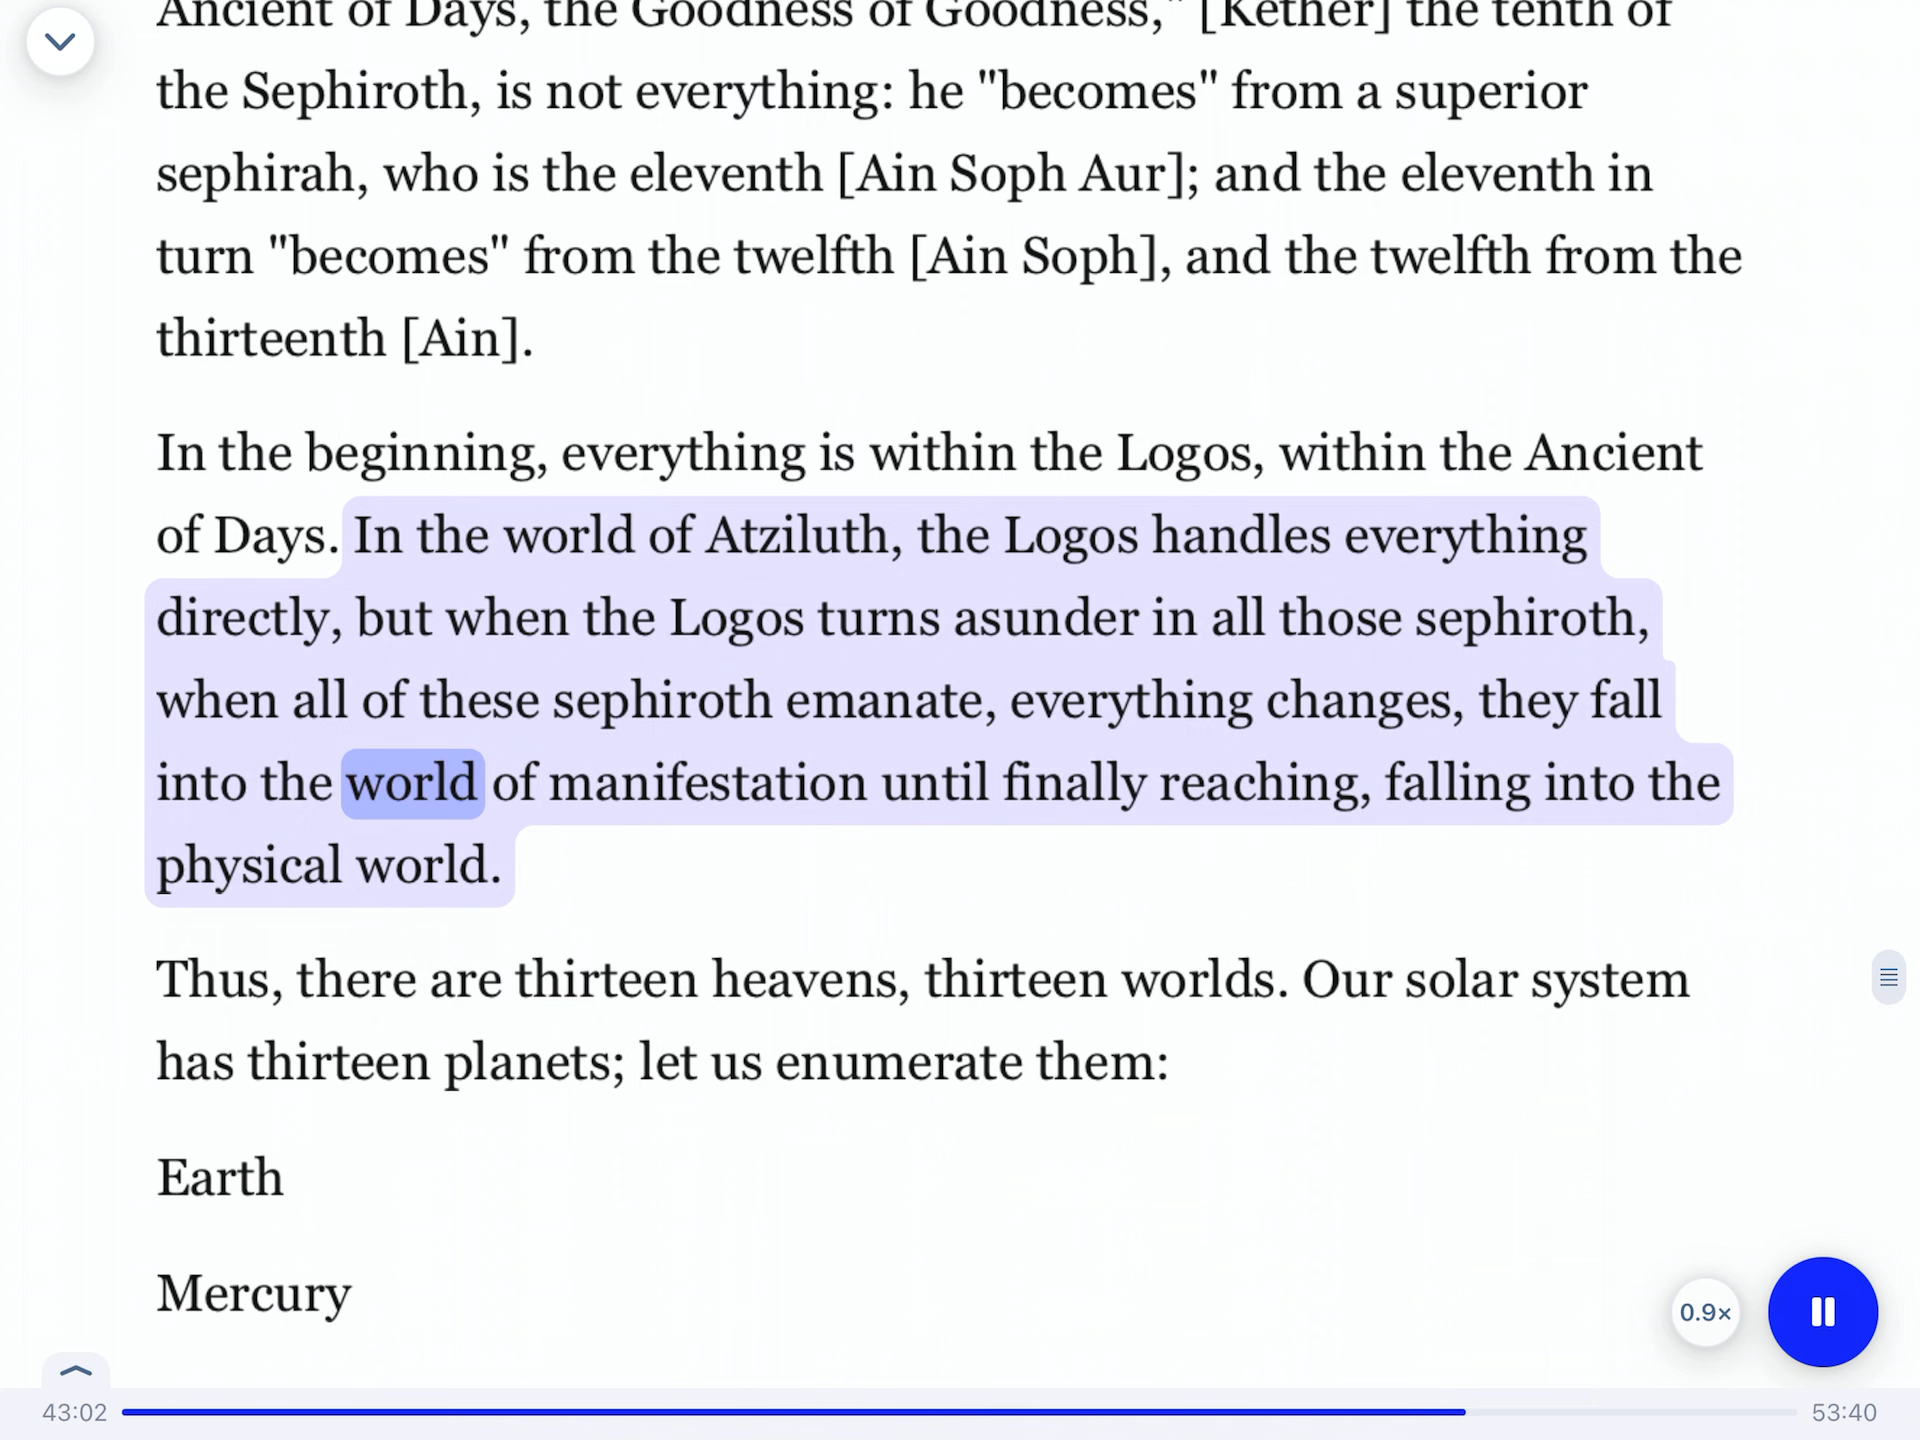 Ancient of Days, the Goodness of Goodness," [Kether] the tenth of
the Sephiroth, is not everything: he "becomes" from a superior
sephirah, who is the eleventh [Ain Soph Aur]; and the eleventh in
turn "becomes" from the twelfth [Ain Soph], and the twelfth from the
thirteenth [Ain].
In the beginning, everything is within the Logos, within the Ancient
of Days. In the world of Atziluth, the Logos handles everything
directly, but when the Logos turns asunder in all those sephiroth,
when all of these sephiroth emanate, everything changes, they fall
into the world of manifestation until finally reaching, falling into the
physical world.
Thus, there are thirteen heavens, thirteen worlds. Our solar system
has thirteen planets; let us enumerate them:
Earth
Mercury
0.9×
43:02
53:40